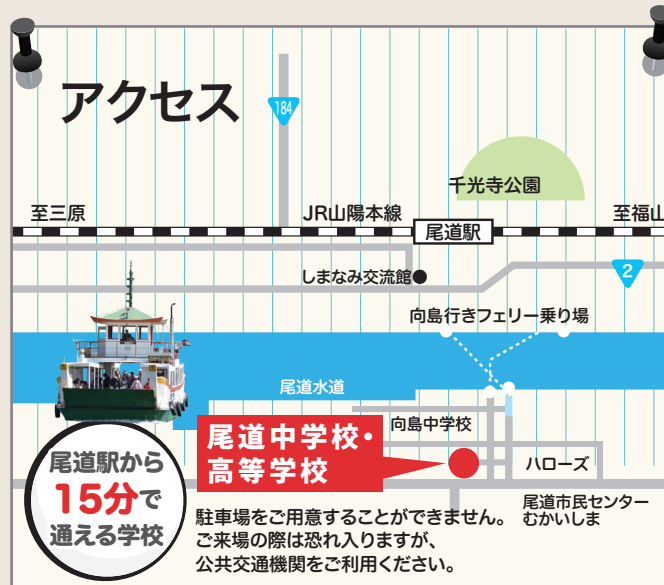 アクセス
184
千光寺公園
至三原
JR山陽本線
至福山
尾道駅
しまなみ交流館
2
向島行きフェリー乗り場
尾道水道
向島中学校
尾道中学校・
高等学校
ハローズ
尾道駅から
15分で
通える学校
尾道市民センター
むかいしま
駐車場をご用意することができません。
ご来場の際は恐れ入りますが、
公共交通機関をご利用ください。